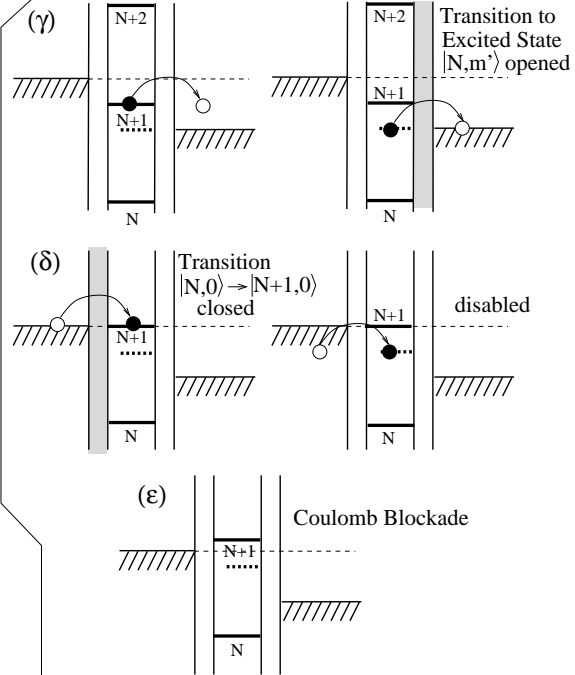 (γ)
N+2
N+1
N
N+2
N+1
N
Transition to
Excited State
|N,m'⟩ opened
(δ)
N+1
N
Transition
|N,0⟩→|N+1,0⟩
closed
N+1
N
disabled
(ε)
N+1
N
Coulomb Blockade